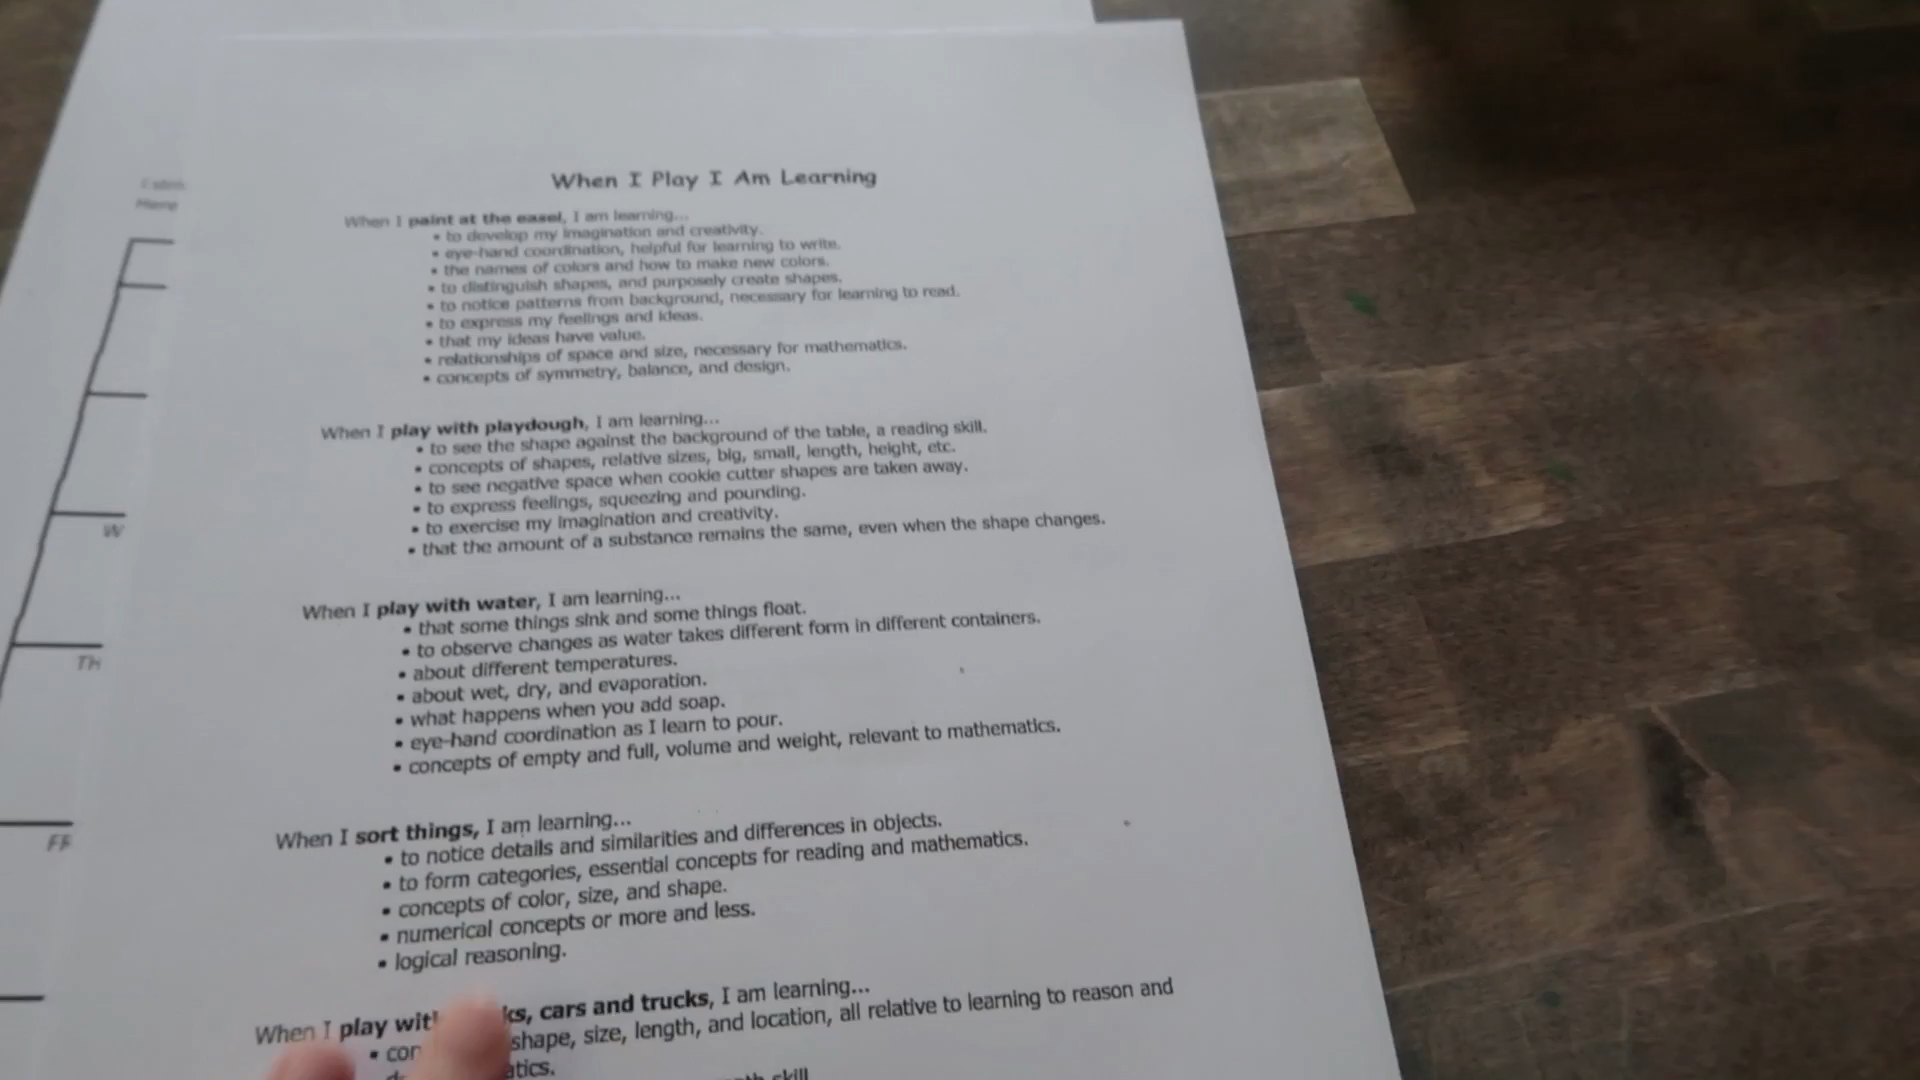 When I Play I Am Learning
When I paint at the easel, I am learning...
• to develop my imagination and creativity.
• eye-hand coordination, helpful for learning to write.
• the names of colors and how to make new colors.
• to distinguish shapes, and purposely create shapes.
• to notice patterns from background, necessary for learning to read.
• to express my feelings and ideas.
• that my ideas have value.
• relationships of space and size, necessary for mathematics.
• concepts of symmetry, balance, and design.
When I play with playdough, I am learning...
• to see the shape against the background of the table, a reading skill.
• concepts of shapes, relative sizes, big, small, length, height, etc.
• to see negative space when cookie cutter shapes are taken away.
• to express feelings, squeezing and pounding.
• to exercise my imagination and creativity.
• that the amount of a substance remains the same, even when the shape changes.
When I play with water, I am learning...
• that some things sink and some things float.
• to observe changes as water takes different form in different containers.
• about different temperatures.
• about wet, dry, and evaporation.
• what happens when you add soap.
• eye-hand coordination as I learn to pour.
• concepts of empty and full, volume and weight, relevant to mathematics.
When I sort things, I am learning...
• to notice details and similarities and differences in objects.
• to form categories, essential concepts for reading and mathematics.
• concepts of color, size, and shape.
• numerical concepts or more and less.
• logical reasoning.
When I play cars and trucks, I am learning...
• shape, size, length, and location, all relative to learning to reason and
skill
W
TH
FF